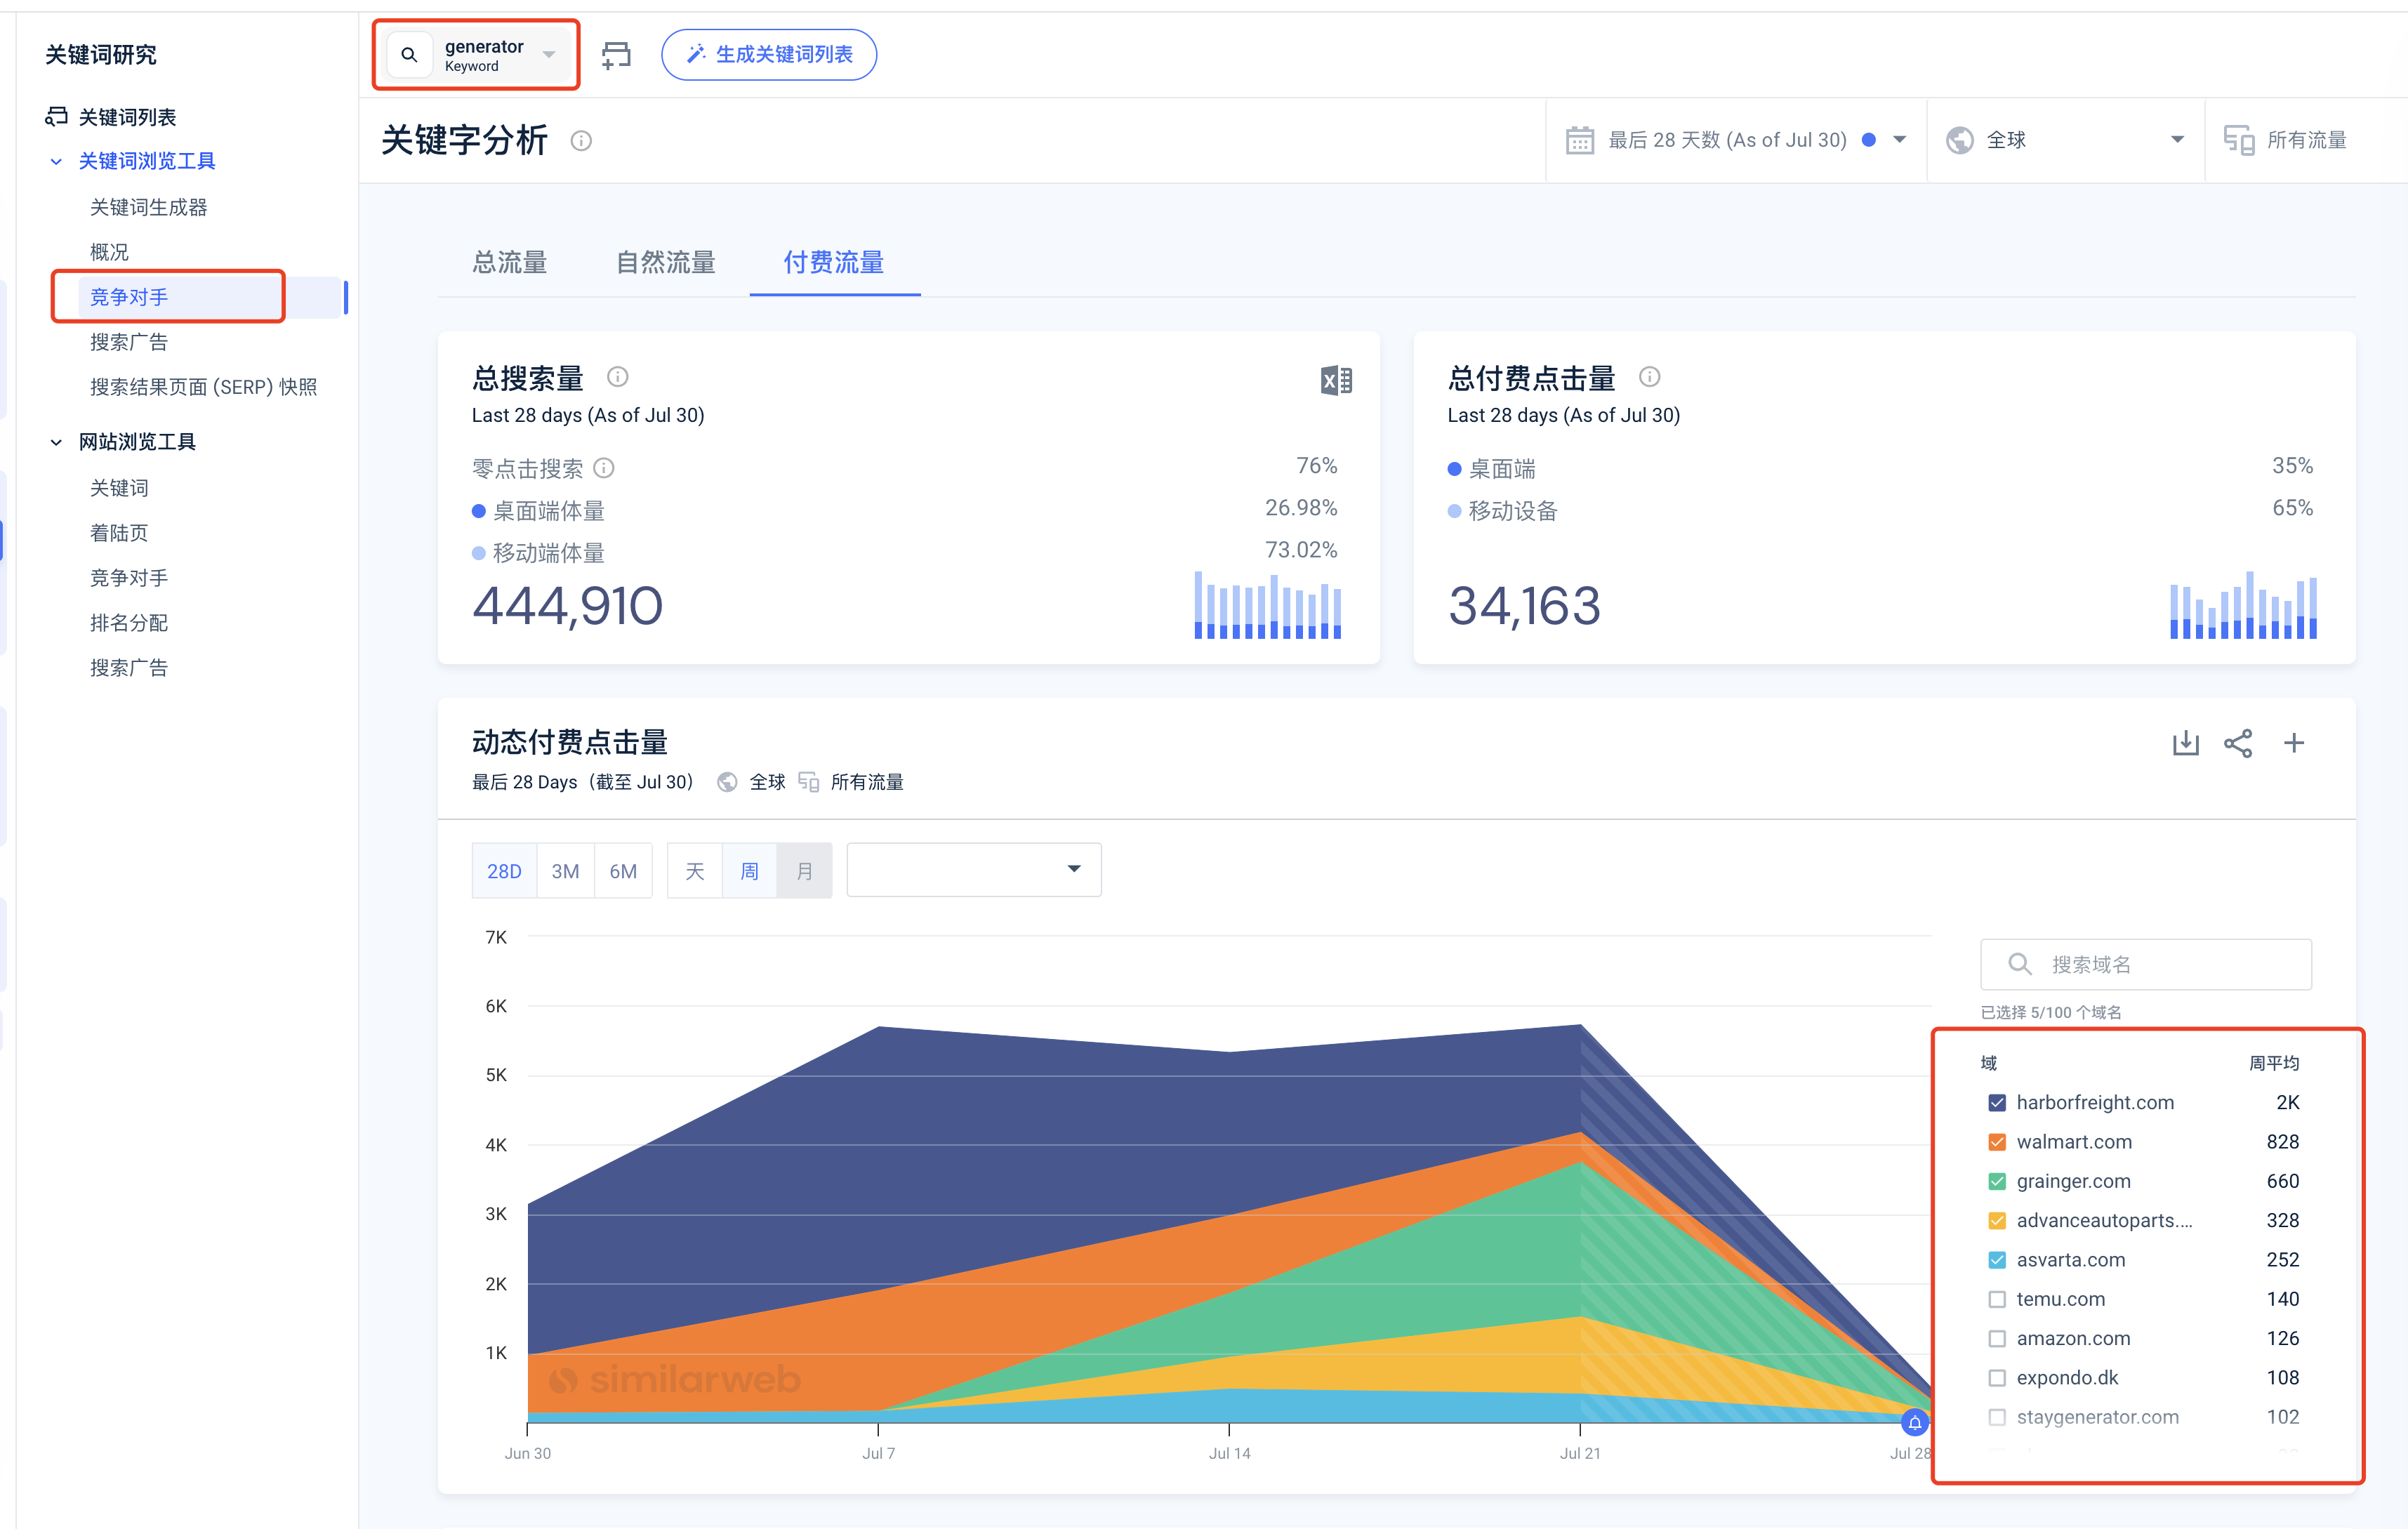 关键词研究
关键词列表
关键词浏览工具
关键词生成器
概况
竞争对手
搜索广告
搜索结果页面 (SERP) 快照
网站浏览工具
关键词
着陆页
竞争对手
排名分配
搜索广告
generator
Keyword
生成关键词列表
关键字分析
最后 28 天数 (As of Jul 30)
全球
所有流量
总流量
自然流量
付费流量
总搜索量
Last 28 days (As of Jul 30)
零点击搜索 76%
桌面端体量 26.98%
移动端体量 73.02%
444,910
总付费点击量
Last 28 days (As of Jul 30)
桌面端 35%
移动设备 65%
34,163
动态付费点击量
最后 28 Days（截至 Jul 30） 全球 所有流量
28D 3M 6M 天 周 月
7K
6K
5K
4K
3K
2K
1K
similarweb
Jun 30 Jul 7 Jul 14 Jul 21 Jul 28
搜索域名
已选择 5/100 个域名
域 周平均
harborfreight.com 2K
walmart.com 828
grainger.com 660
advanceautoparts.... 328
asvarta.com 252
temu.com 140
amazon.com 126
expondo.dk 108
staygenerator.com 102